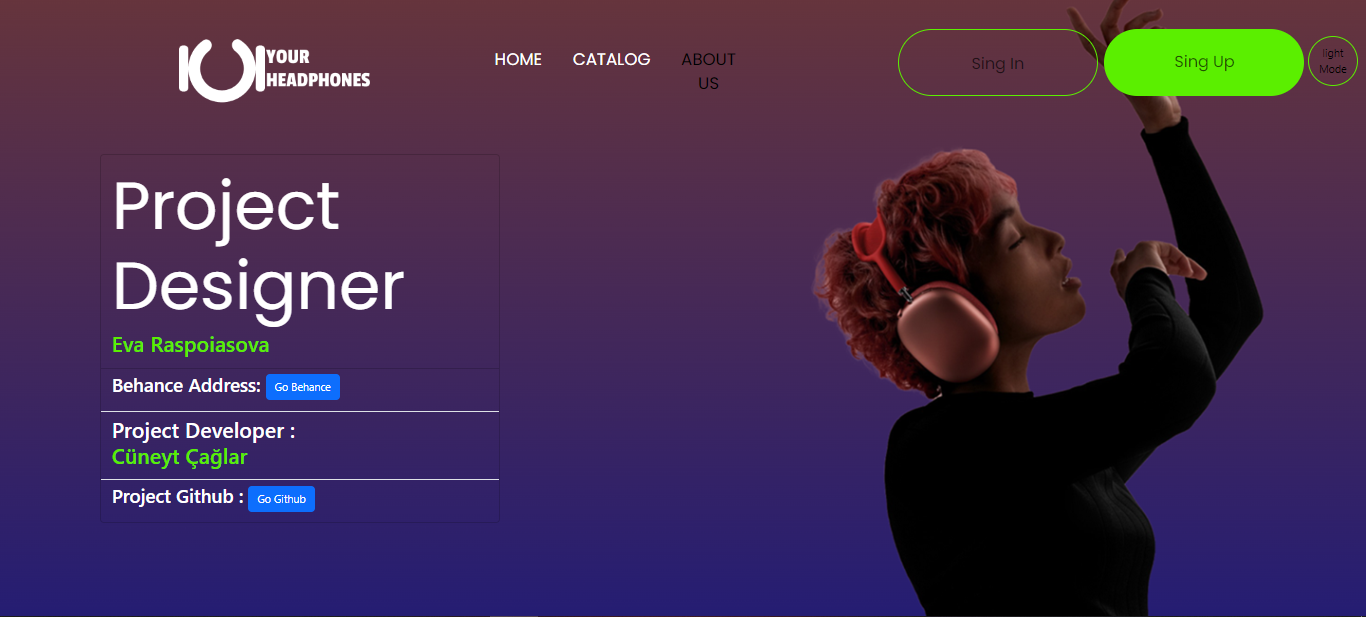 YOUR
HEADPHONES
HOME
CATALOG
ABOUT
US
Sing In
Sing Up
light
Mode
Project
Designer
Eva Raspoiasova
Behance Address: Go Behance
Project Developer :
Cüneyt Çağlar
Project Github : Go Github